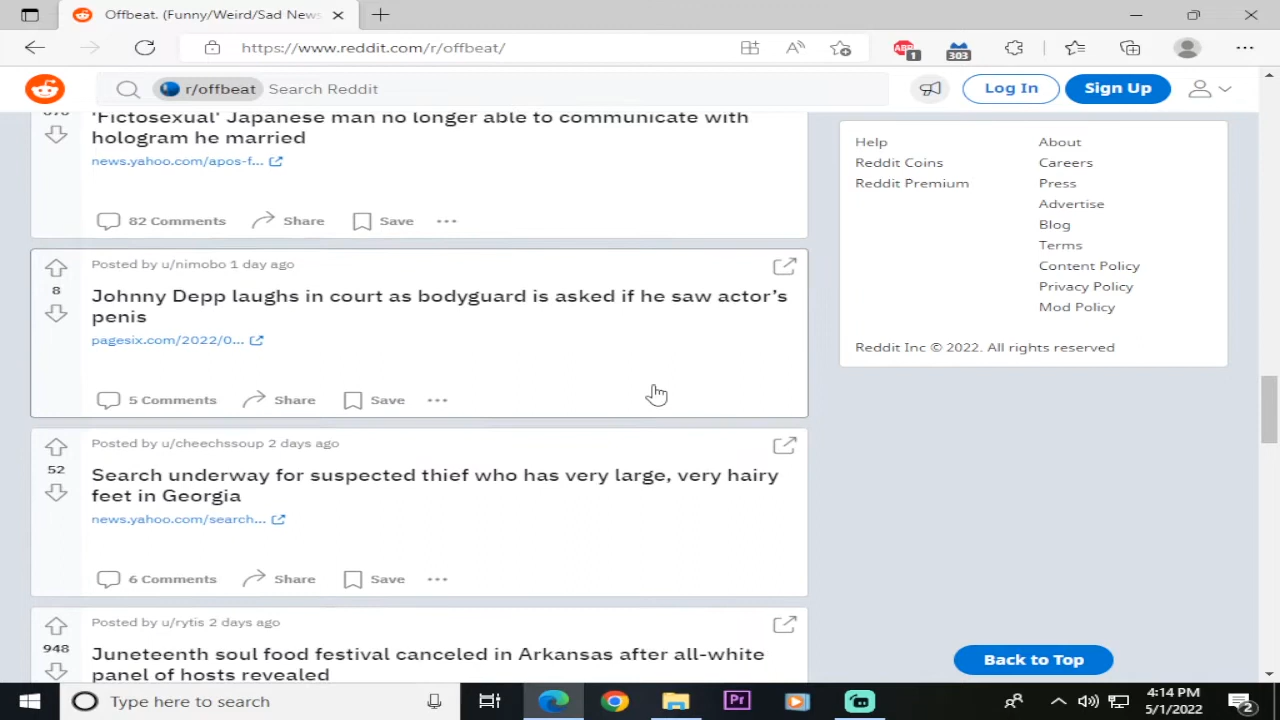 Offbeat. (Funny/Weird/Sad News
https://www.reddit.com/r/offbeat/
ABP
1
303
r/offbeat
Search Reddit
Log In
Sign Up
'Fictosexual' Japanese man no longer able to communicate with
hologram he married
news.yahoo.com/apos-f...
82 Comments
Share
Save
Posted by u/nimobo 1 day ago
8
Johnny Depp laughs in court as bodyguard is asked if he saw actor's
penis
pagesix.com/2022/0...
5 Comments
Share
Save
Posted by u/cheechssoup 2 days ago
52
Search underway for suspected thief who has very large, very hairy
feet in Georgia
news.yahoo.com/search...
6 Comments
Share
Save
Posted by u/rytis 2 days ago
948
Juneteenth soul food festival canceled in Arkansas after all-white
panel of hosts revealed
Help
About
Reddit Coins
Careers
Reddit Premium
Press
Advertise
Blog
Terms
Content Policy
Privacy Policy
Mod Policy
Reddit Inc © 2022. All rights reserved
Back to Top
Type here to search
Pr
4:14 PM
5/1/2022
2